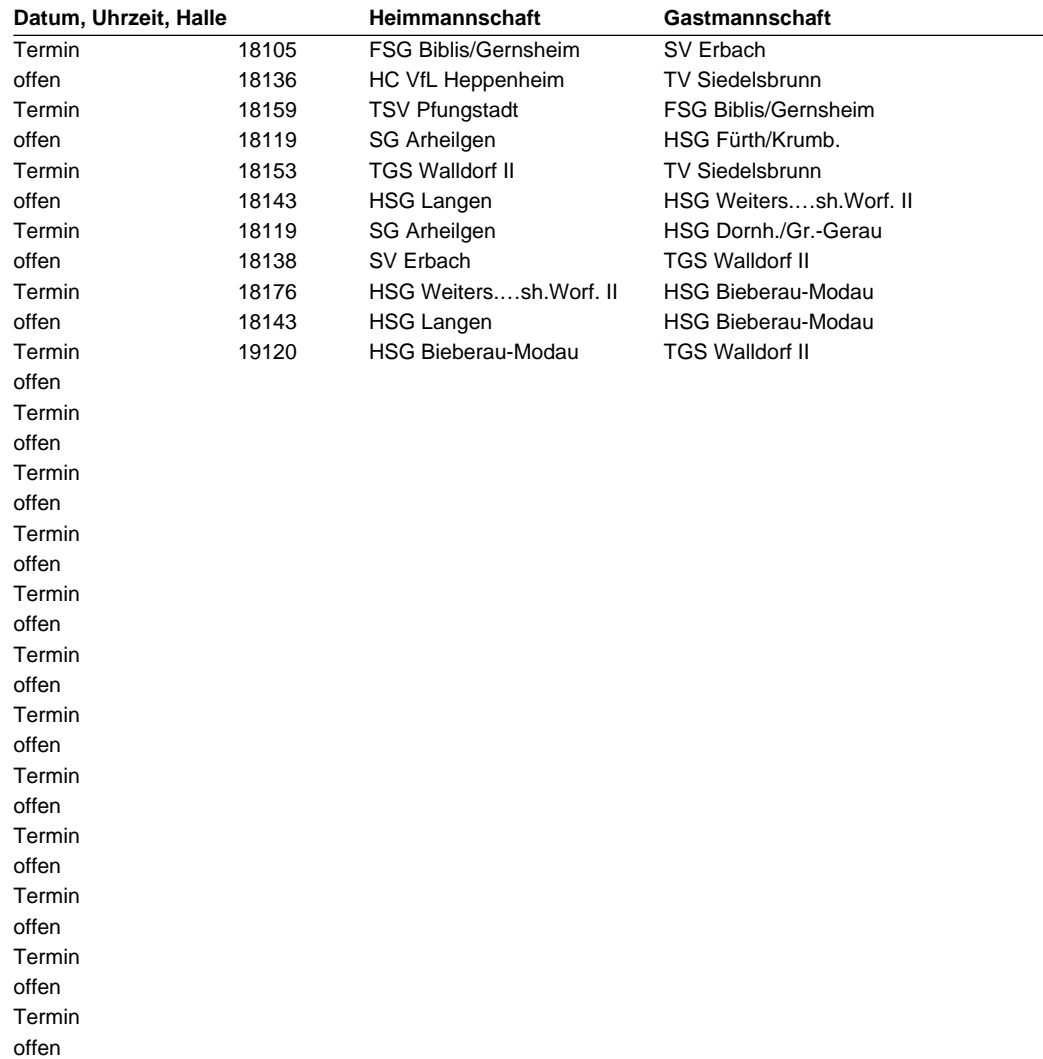 Datum, Uhrzeit, Halle Heimmannschaft Gastmannschaft
Termin 18105 FSG Biblis/Gernsheim SV Erbach
offen 18136 HC VfL Heppenheim TV Siedelsbrunn
Termin 18159 TSV Pfungstadt FSG Biblis/Gernsheim
offen 18119 SG Arheilgen HSG Fürth/Krumb.
Termin 18153 TGS Walldorf II TV Siedelsbrunn
offen 18143 HSG Langen HSG Weiters.…sh.Worf. II
Termin 18119 SG Arheilgen HSG Dornh./Gr.-Gerau
offen 18138 SV Erbach TGS Walldorf II
Termin 18176 HSG Weiters.…sh.Worf. II HSG Bieberau-Modau
offen 18143 HSG Langen HSG Bieberau-Modau
Termin 19120 HSG Bieberau-Modau TGS Walldorf II
offen
Termin
offen
Termin
offen
Termin
offen
Termin
offen
Termin
offen
Termin
offen
Termin
offen
Termin
offen
Termin
offen
Termin
offen
Termin
offen